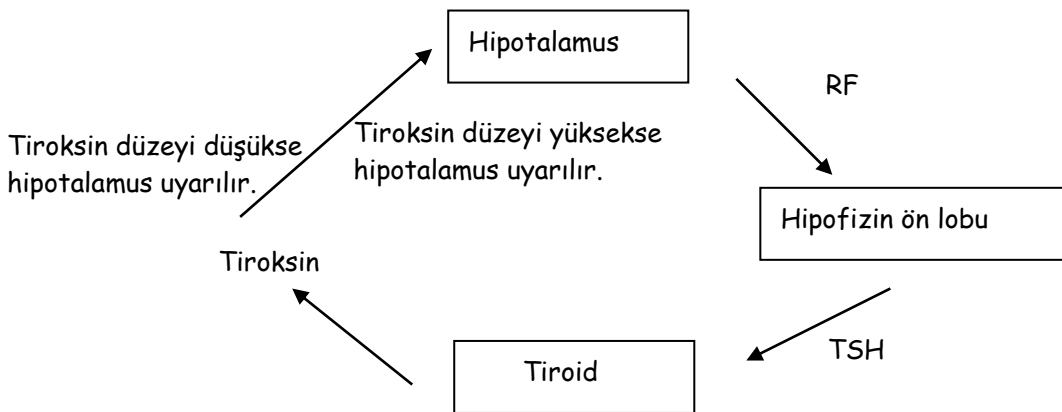 Hipotalamus
RF
Tiroksin düzeyi düşükse
hipotalamus uyarılır.
Tiroksin düzeyi yüksekse
hipotalamus uyarılır.
Hipofizin ön lobu
Tiroksin
TSH
Tiroid